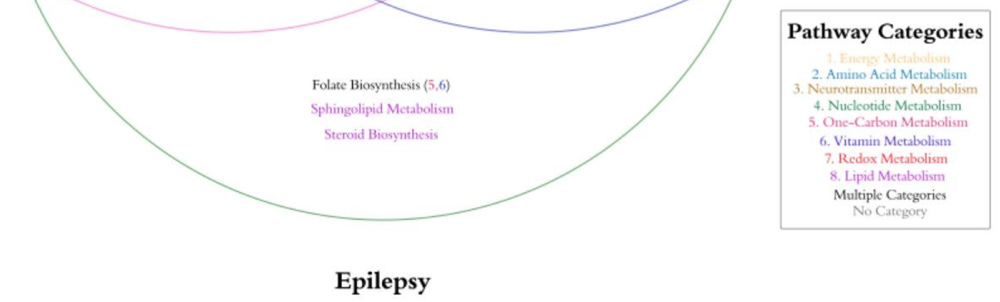 Folate Biosynthesis (5,6)
Sphingolipid Metabolism
Steroid Biosynthesis
Epilepsy
Pathway Categories
1. Energy Metabolism
2. Amino Acid Metabolism
3. Neurotransmitter Metabolism
4. Nucleotide Metabolism
5. One-Carbon Metabolism
6. Vitamin Metabolism
7. Redox Metabolism
8. Lipid Metabolism
Multiple Categories
No Category